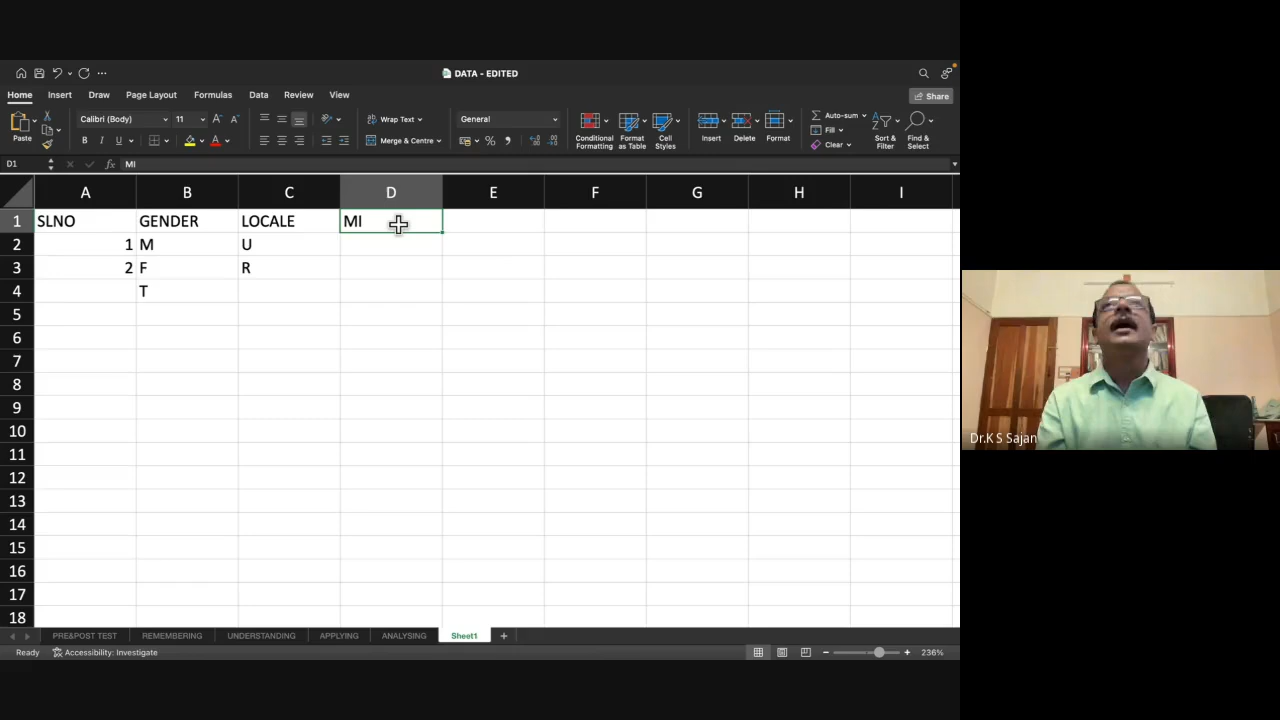 DATA - EDITED
Home Insert Draw Page Layout Formulas Data Review View Share
Paste Calibri (Body) 11 A A Wrap Text General Conditional Formatting Format as Table Cell Styles Insert Delete Format Auto-sum Sort & Filter Find & Select
B I U A Merge & Centre % Fill
Clear
D1 fx MI
A B C D E F G H I
1 SLNO GENDER LOCALE MI
2 1 M U
3 2 F R
4 T
5
6
7
8
9
10
11
12
13
14
15
16
17
18
PRE&POST TEST REMEMBERING UNDERSTANDING APPLYING ANALYSING Sheet1 +
Ready Accessibility: Investigate 236%
Dr.K S Sajan